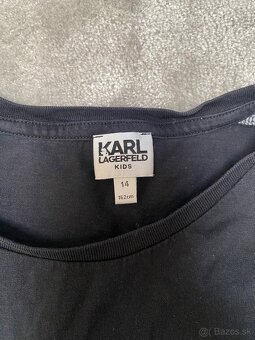 KARL
LAGERFELD
KIDS
14
162 cm
© Bazos.sk